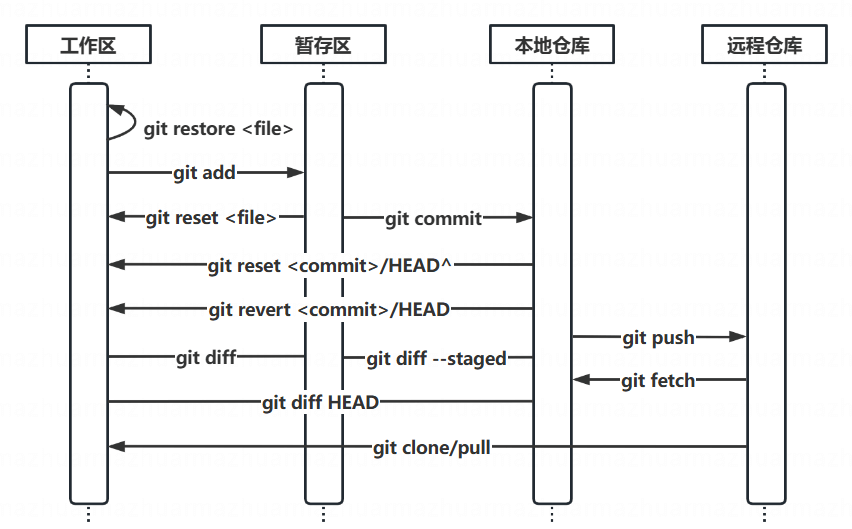 工作区
暂存区
本地仓库
远程仓库
git restore <file>
git add
git reset <file>
git commit
git reset <commit>/HEAD^
git revert <commit>/HEAD
git push
git diff
git diff --staged
git fetch
git diff HEAD
git clone/pull